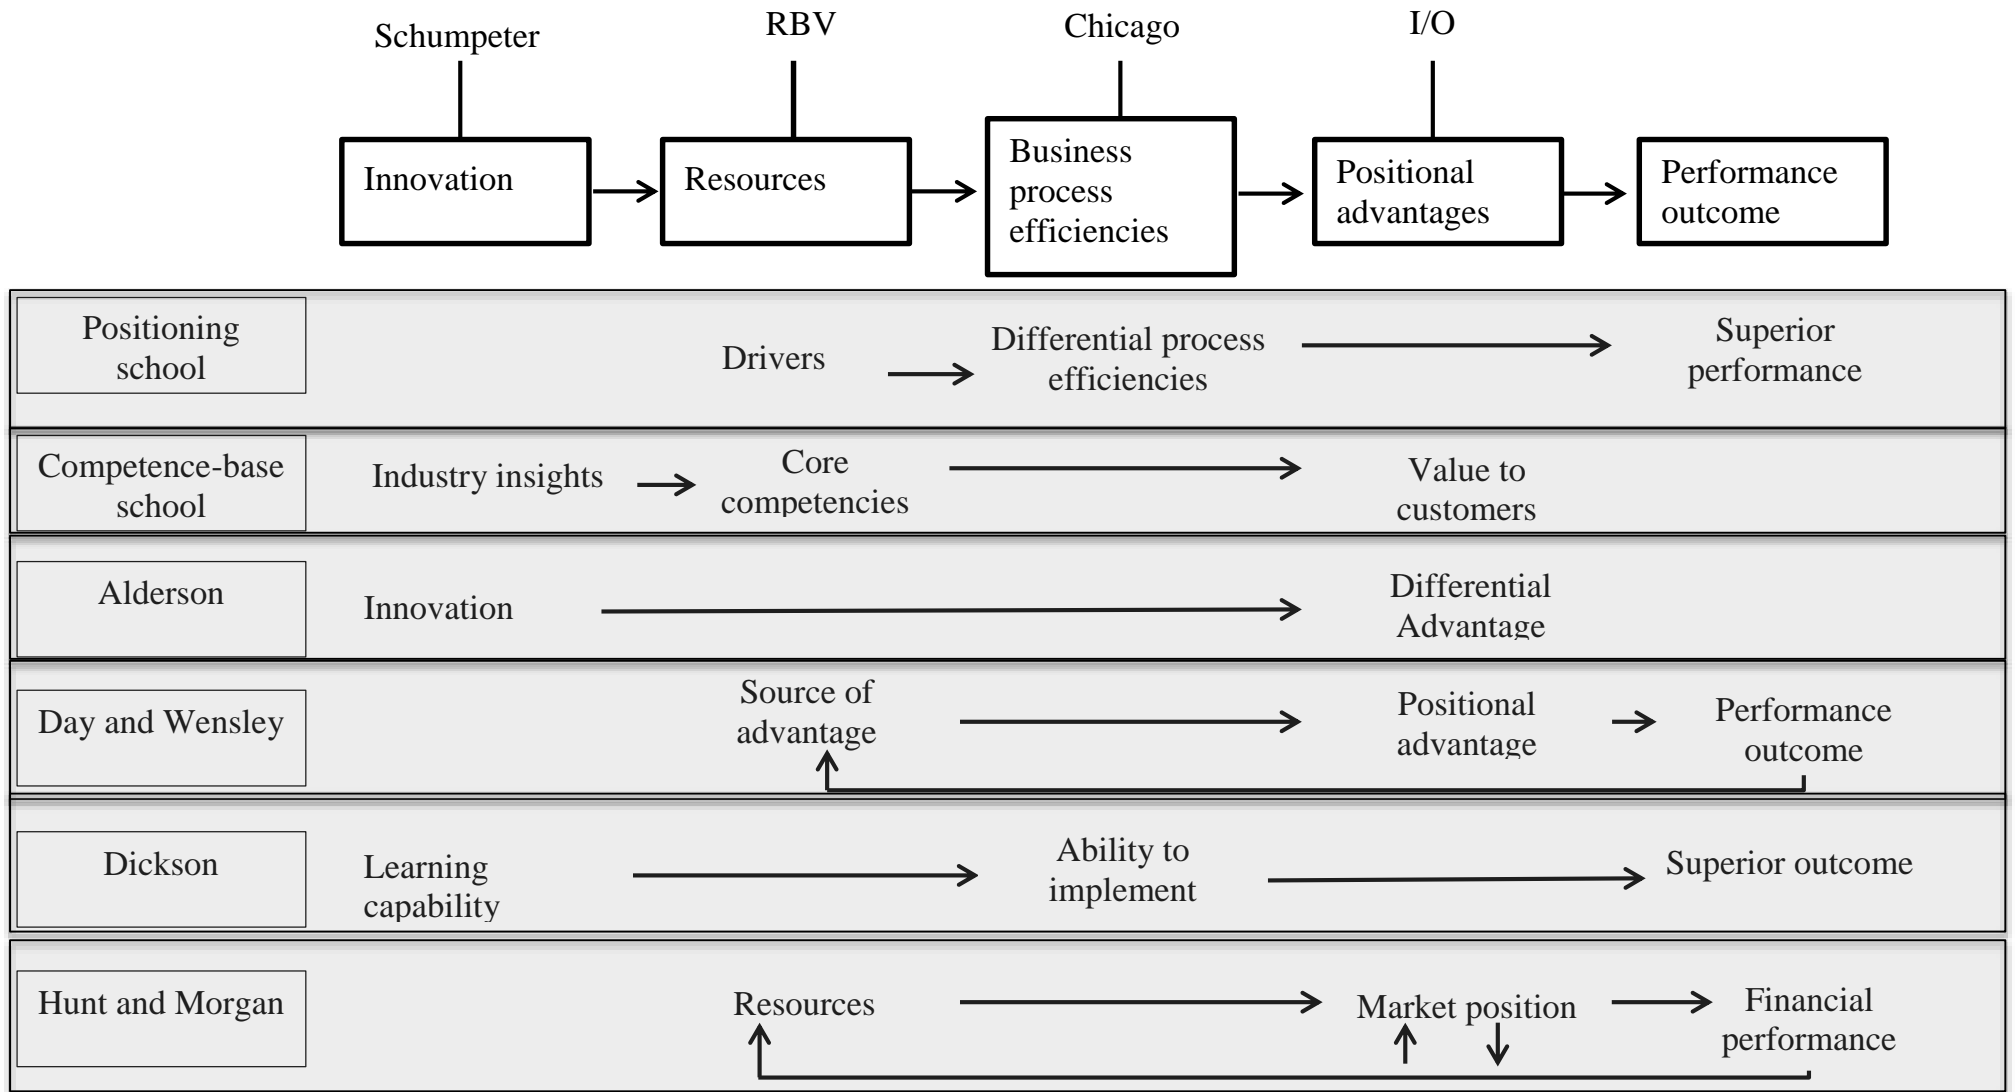 Schumpeter
RBV
Chicago
I/O
Innovation
Resources
Business
process
efficiencies
Positional
advantages
Performance
outcome
Positioning
school
Drivers
Differential process
efficiencies
Superior
performance
Competence-base
school
Industry insights
Core
competencies
Value to
customers
Alderson
Innovation
Differential
Advantage
Day and Wensley
Source of
advantage
Positional
advantage
Performance
outcome
Dickson
Learning
capability
Ability to
implement
Superior outcome
Hunt and Morgan
Resources
Market position
Financial
performance